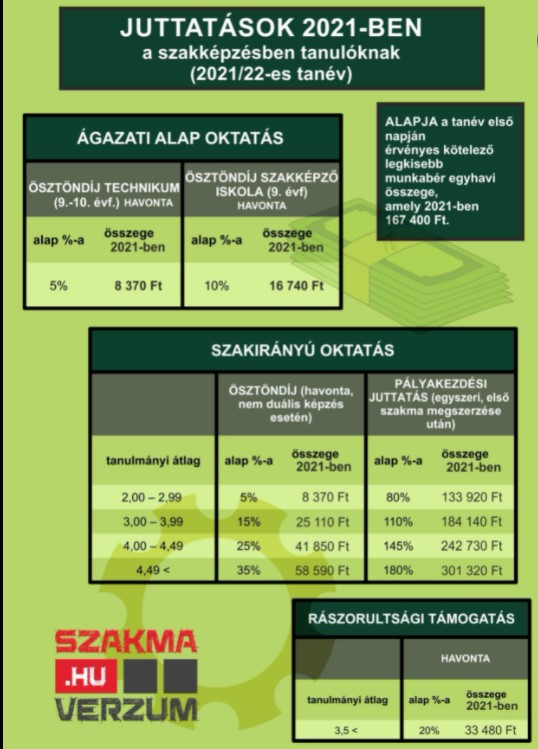 JUTTATÁSOK 2021-BEN
a szakképzésben tanulóknak
(2021/22-es tanév)
ALAPJA a tanév első
napján
érvényes kötelező
legkisebb
munkabér egyhavi
összege,
amely 2021-ben
167 400 Ft.
ÁGAZATI ALAP OKTATÁS
ÖSZTÖNDÍJ TECHNIKUM
(9.-10. évf.) HAVONTA
ÖSZTÖNDÍJ SZAKKÉPZŐ
ISKOLA (9. évf)
HAVONTA
alap %-a összege
2021-ben alap %-a összege
2021-ben
5% 8 370 Ft 10% 16 740 Ft
SZAKIRÁNYÚ OKTATÁS
ÖSZTÖNDÍJ (havonta,
nem duális képzés
esetén)
PÁLYAKEZDÉSI
JUTTATÁS (egyszeri, első
szakma megszerzése
után)
tanulmányi átlag alap %-a összege
2021-ben alap %-a összege
2021-ben
2,00 – 2,99 5% 8 370 Ft 80% 133 920 Ft
3,00 – 3,99 15% 25 110 Ft 110% 184 140 Ft
4,00 – 4,49 25% 41 850 Ft 145% 242 730 Ft
4,49 < 35% 58 590 Ft 180% 301 320 Ft
RÁSZORULTSÁGI TÁMOGATÁS
HAVONTA
tanulmányi átlag alap %-a összege
2021-ben
3,5 < 20% 33 480 Ft
SZAKMA
.HU
VERZUM